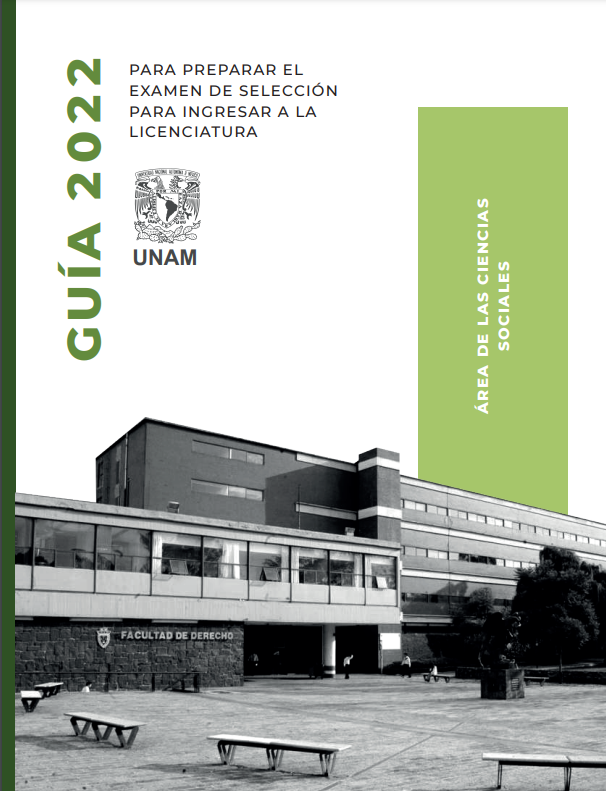 GUÍA 2022
PARA PREPARAR EL
EXAMEN DE SELECCIÓN
PARA INGRESAR A LA
LICENCIATURA
UNAM
ÁREA DE LAS CIENCIAS
SOCIALES
FACULTAD DE DERECHO